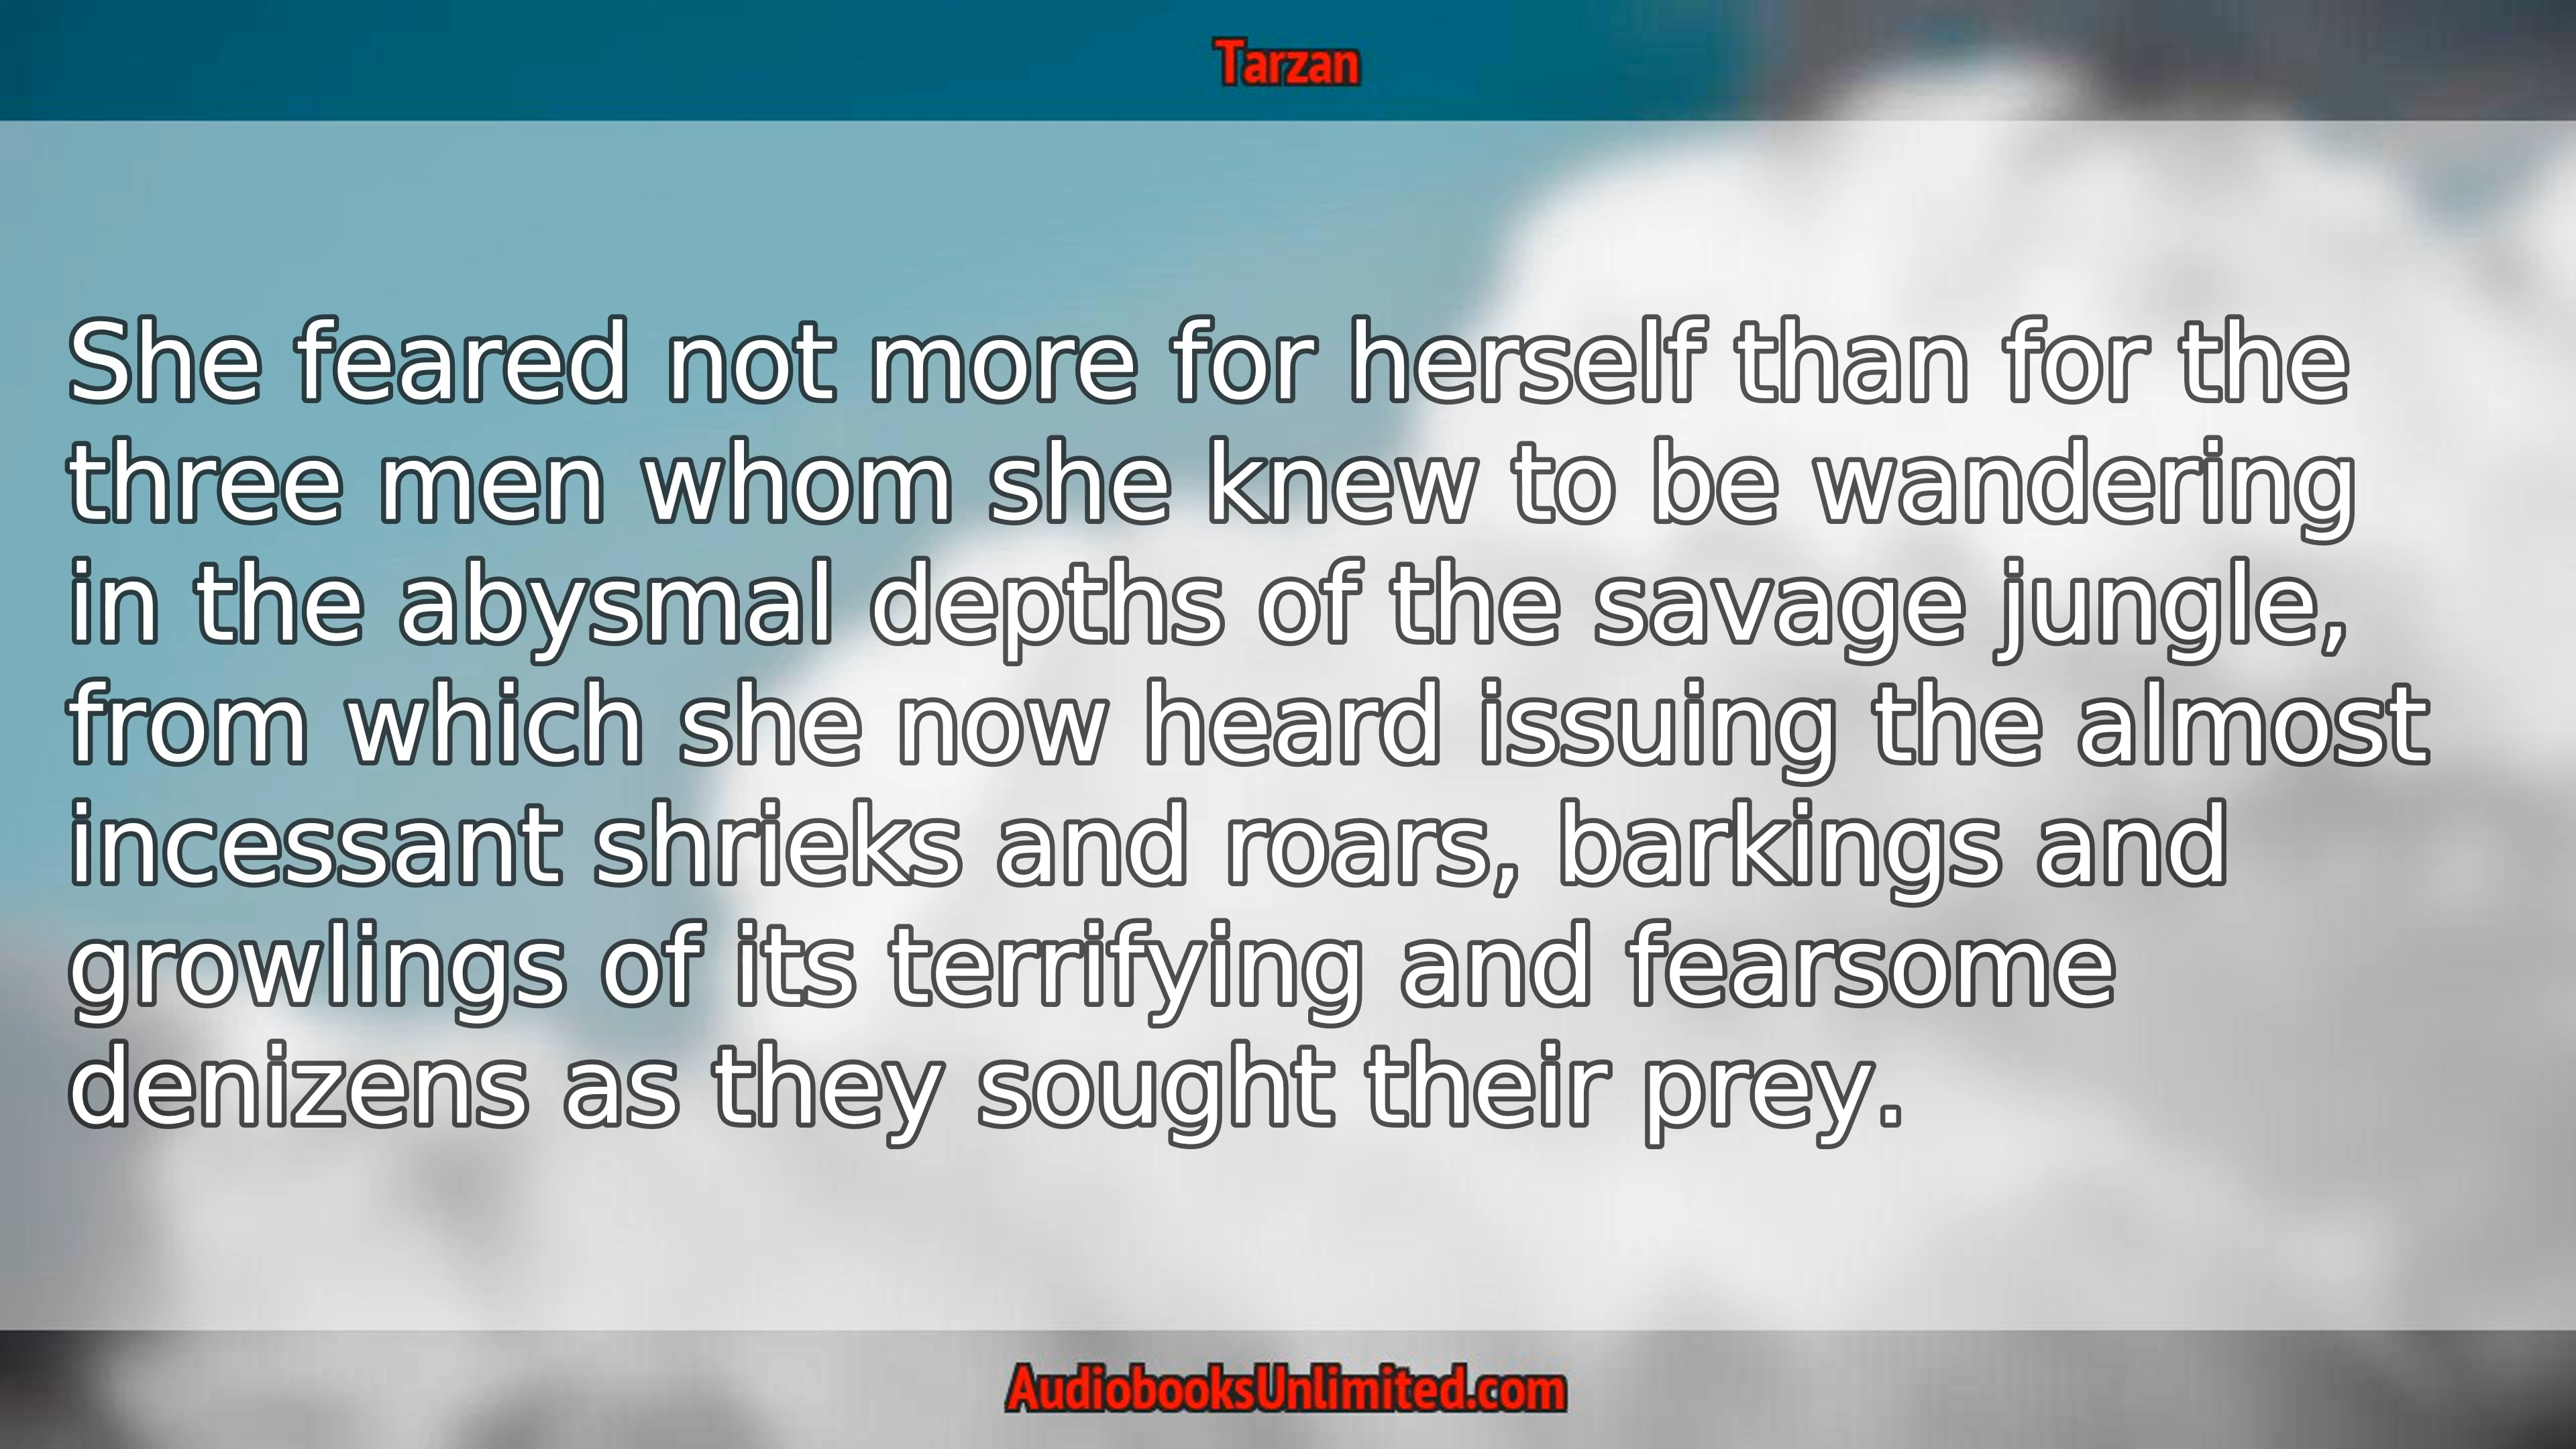 Tarzan
She feared not more for herself than for the
three men whom she knew to be wandering
in the abysmal depths of the savage jungle,
from which she now heard issuing the almost
incessant shrieks and roars, barkings and
growlings of its terrifying and fearsome
denizens as they sought their prey.
AudiobooksUnlimited.com